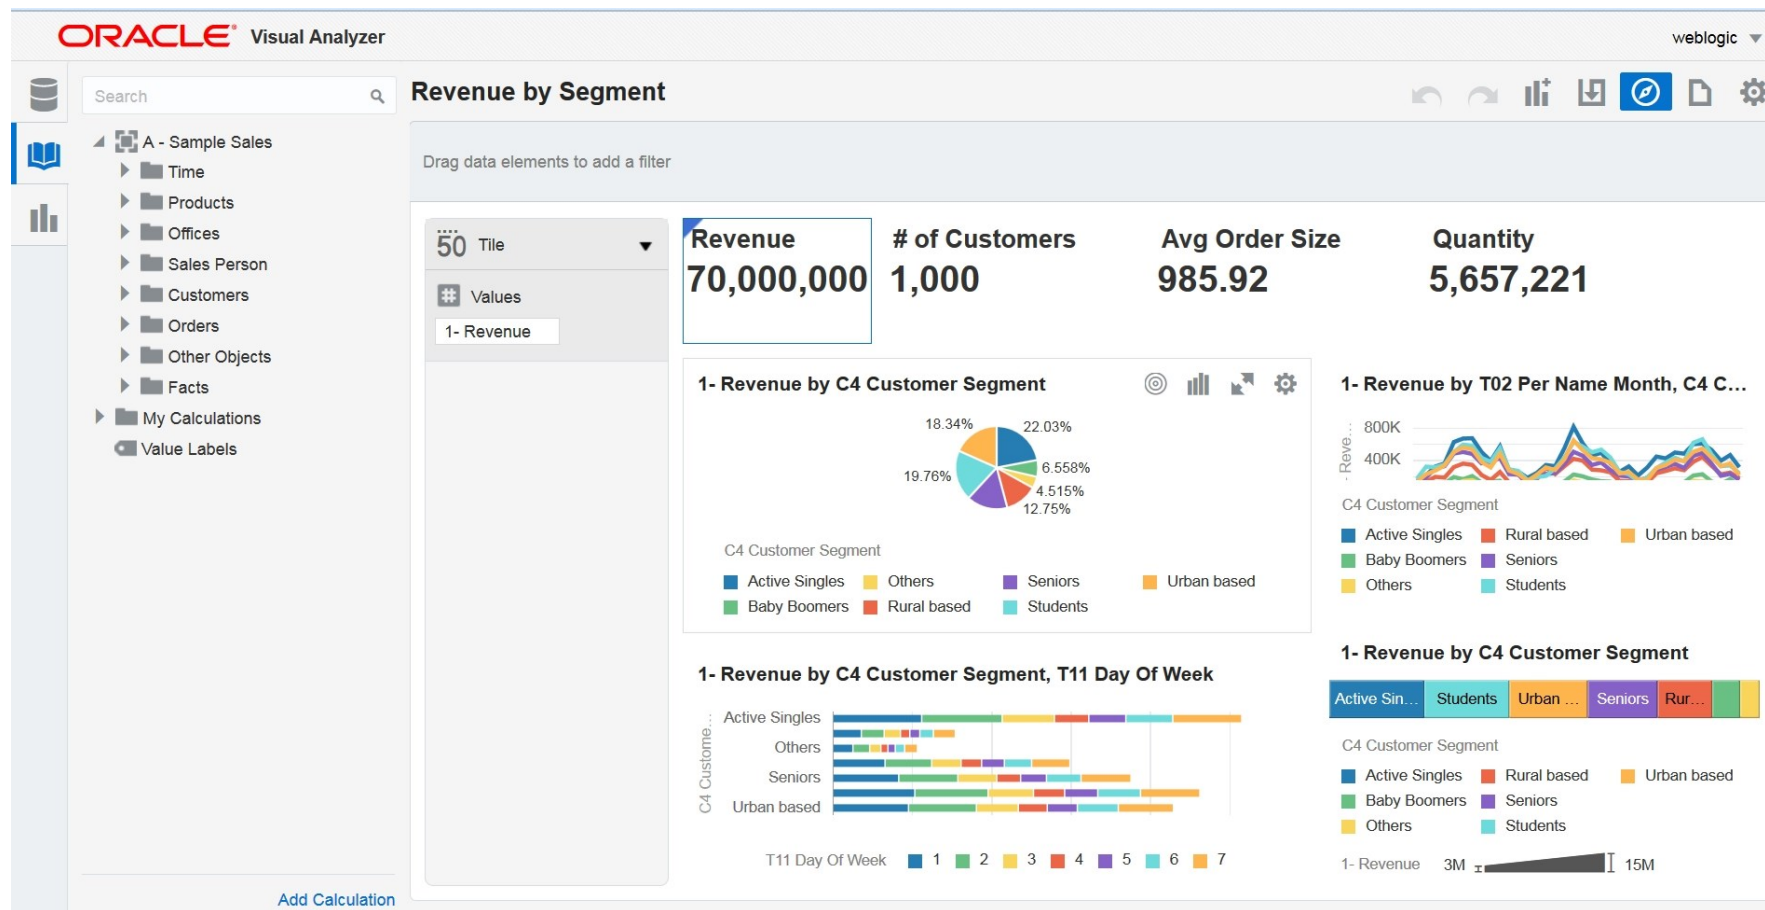 ORACLE Visual Analyzer
weblogic
Search
Revenue by Segment
A - Sample Sales
Time
Products
Offices
Sales Person
Customers
Orders
Other Objects
Facts
My Calculations
Value Labels
Add Calculation
Drag data elements to add a filter
50 Tile
# Values
1- Revenue
Revenue
70,000,000
# of Customers
1,000
Avg Order Size
985.92
Quantity
5,657,221
1- Revenue by C4 Customer Segment
18.34%
22.03%
19.76%
6.558%
4.515%
12.75%
C4 Customer Segment
Active Singles Others Seniors Urban based
Baby Boomers Rural based Students
1- Revenue by T02 Per Name Month, C4 C...
- Reve...
800K
400K
C4 Customer Segment
Active Singles Rural based Urban based
Baby Boomers Seniors
Others Students
1- Revenue by C4 Customer Segment, T11 Day Of Week
C4 Custome...
Active Singles
Others
Seniors
Urban based
T11 Day Of Week 1 2 3 4 5 6 7
1- Revenue by C4 Customer Segment
Active Sin... Students Urban ... Seniors Rur...
C4 Customer Segment
Active Singles Rural based Urban based
Baby Boomers Seniors
Others Students
1- Revenue 3M 15M